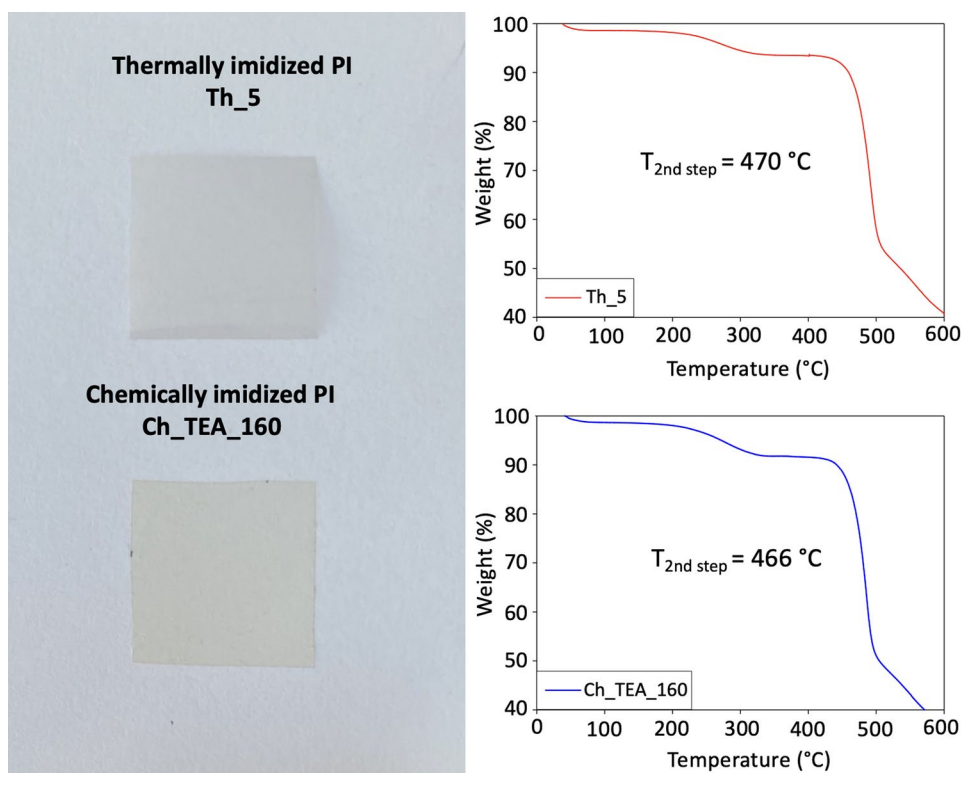 Thermally imidized PI
Th_5
Chemically imidized PI
Ch_TEA_160
100
90
80
70
60
50
40
Weight (%)
T2nd step = 470 °C
Th_5
0
100
200
300
400
500
600
Temperature (°C)
100
90
80
70
60
50
40
Weight (%)
T2nd step = 466 °C
Ch_TEA_160
0
100
200
300
400
500
600
Temperature (°C)